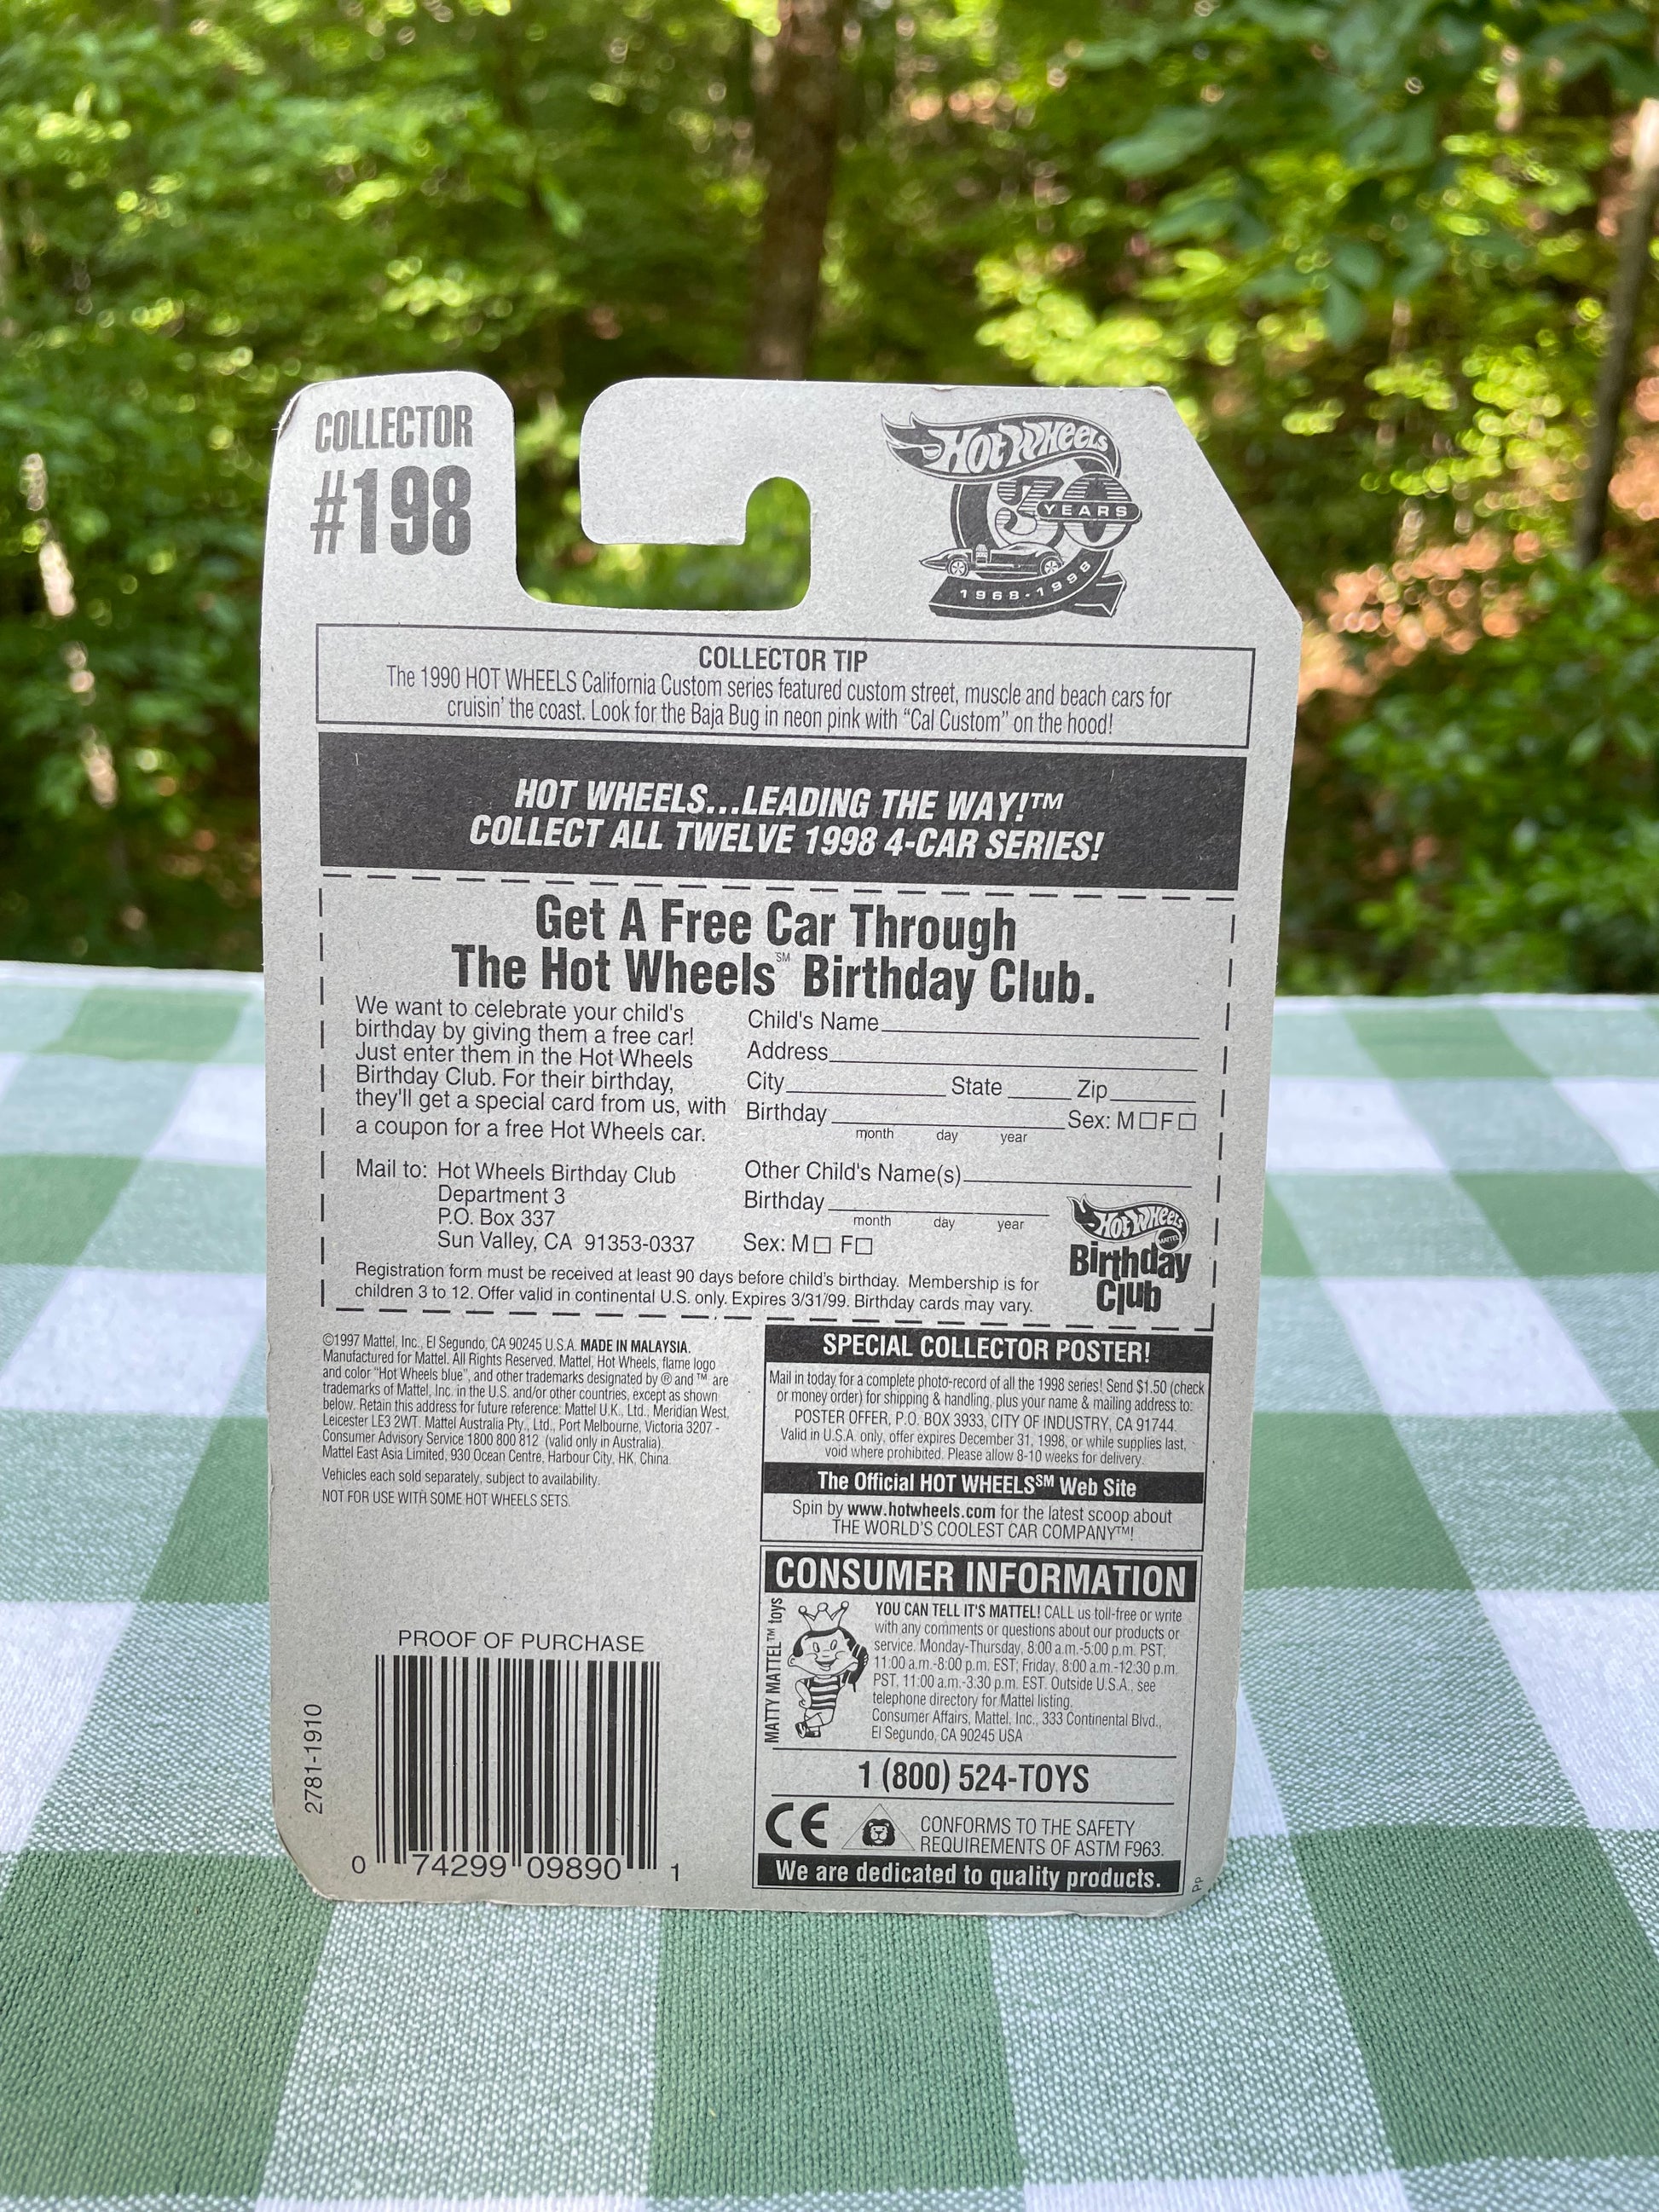 COLLECTOR
#198
HOT WHEELS
30
YEARS
1968-1998
COLLECTOR TIP
The 1990 HOT WHEELS California Custom series featured custom street, muscle and beach cars for
cruisin' the coast. Look for the Baja Bug in neon pink with “Cal Custom” on the hood!
HOT WHEELS...LEADING THE WAY!™
COLLECT ALL TWELVE 1998 4-CAR SERIES!
Get A Free Car Through
The Hot Wheels℠ Birthday Club.
We want to celebrate your child's
birthday by giving them a free car!
Just enter them in the Hot Wheels
Birthday Club. For their birthday,
they'll get a special card from us, with
a coupon for a free Hot Wheels car.
Mail to: Hot Wheels Birthday Club
Department 3
P.O. Box 337
Sun Valley, CA 91353-0337
Child's Name
Address
City State Zip
Birthday Sex: M□ F□
month day year
Other Child's Name(s)
Birthday
month day year
Sex: M□ F□
HOT WHEELS
MATTEL
Birthday
Club
Registration form must be received at least 90 days before child's birthday. Membership is for
children 3 to 12. Offer valid in continental U.S. only. Expires 3/31/99. Birthday cards may vary.
©1997 Mattel, Inc., El Segundo, CA 90245 U.S.A. MADE IN MALAYSIA.
Manufactured for Mattel. All Rights Reserved. Mattel, Hot Wheels, flame logo
and color “Hot Wheels blue”, and other trademarks designated by ® and ™ are
trademarks of Mattel, Inc. in the U.S. and/or other countries, except as shown
below. Retain this address for future reference: Mattel U.K., Ltd., Meridian West,
Leicester LE3 2WT. Mattel Australia Pty., Ltd., Port Melbourne, Victoria 3207 -
Consumer Advisory Service 1800 800 812 (valid only in Australia).
Mattel East Asia Limited, 930 Ocean Centre, Harbour City, HK, China.
Vehicles each sold separately, subject to availability.
NOT FOR USE WITH SOME HOT WHEELS SETS.
SPECIAL COLLECTOR POSTER!
Mail in today for a complete photo-record of all the 1998 series! Send $1.50 (check
or money order) for shipping & handling, plus your name & mailing address to:
POSTER OFFER, P.O. BOX 3933, CITY OF INDUSTRY, CA 91744.
Valid in U.S.A. only, offer expires December 31, 1998, or while supplies last,
void where prohibited. Please allow 8-10 weeks for delivery.
The Official HOT WHEELS℠ Web Site
Spin by www.hotwheels.com for the latest scoop about
THE WORLD'S COOLEST CAR COMPANY™!
CONSUMER INFORMATION
MATTY MATTEL™ toys
YOU CAN TELL IT'S MATTEL! CALL us toll-free or write
with any comments or questions about our products or
service. Monday-Thursday, 8:00 a.m.-5:00 p.m. PST,
11:00 a.m.-8:00 p.m. EST; Friday, 8:00 a.m.-12:30 p.m.
PST, 11:00 a.m.-3:30 p.m. EST. Outside U.S.A., see
telephone directory for Mattel listing.
Consumer Affairs, Mattel, Inc., 333 Continental Blvd.,
El Segundo, CA 90245 USA
1 (800) 524-TOYS
CE
CONFORMS TO THE SAFETY
REQUIREMENTS OF ASTM F963.
We are dedicated to quality products.
PP
PROOF OF PURCHASE
2781-1910
0 74299 09890 1